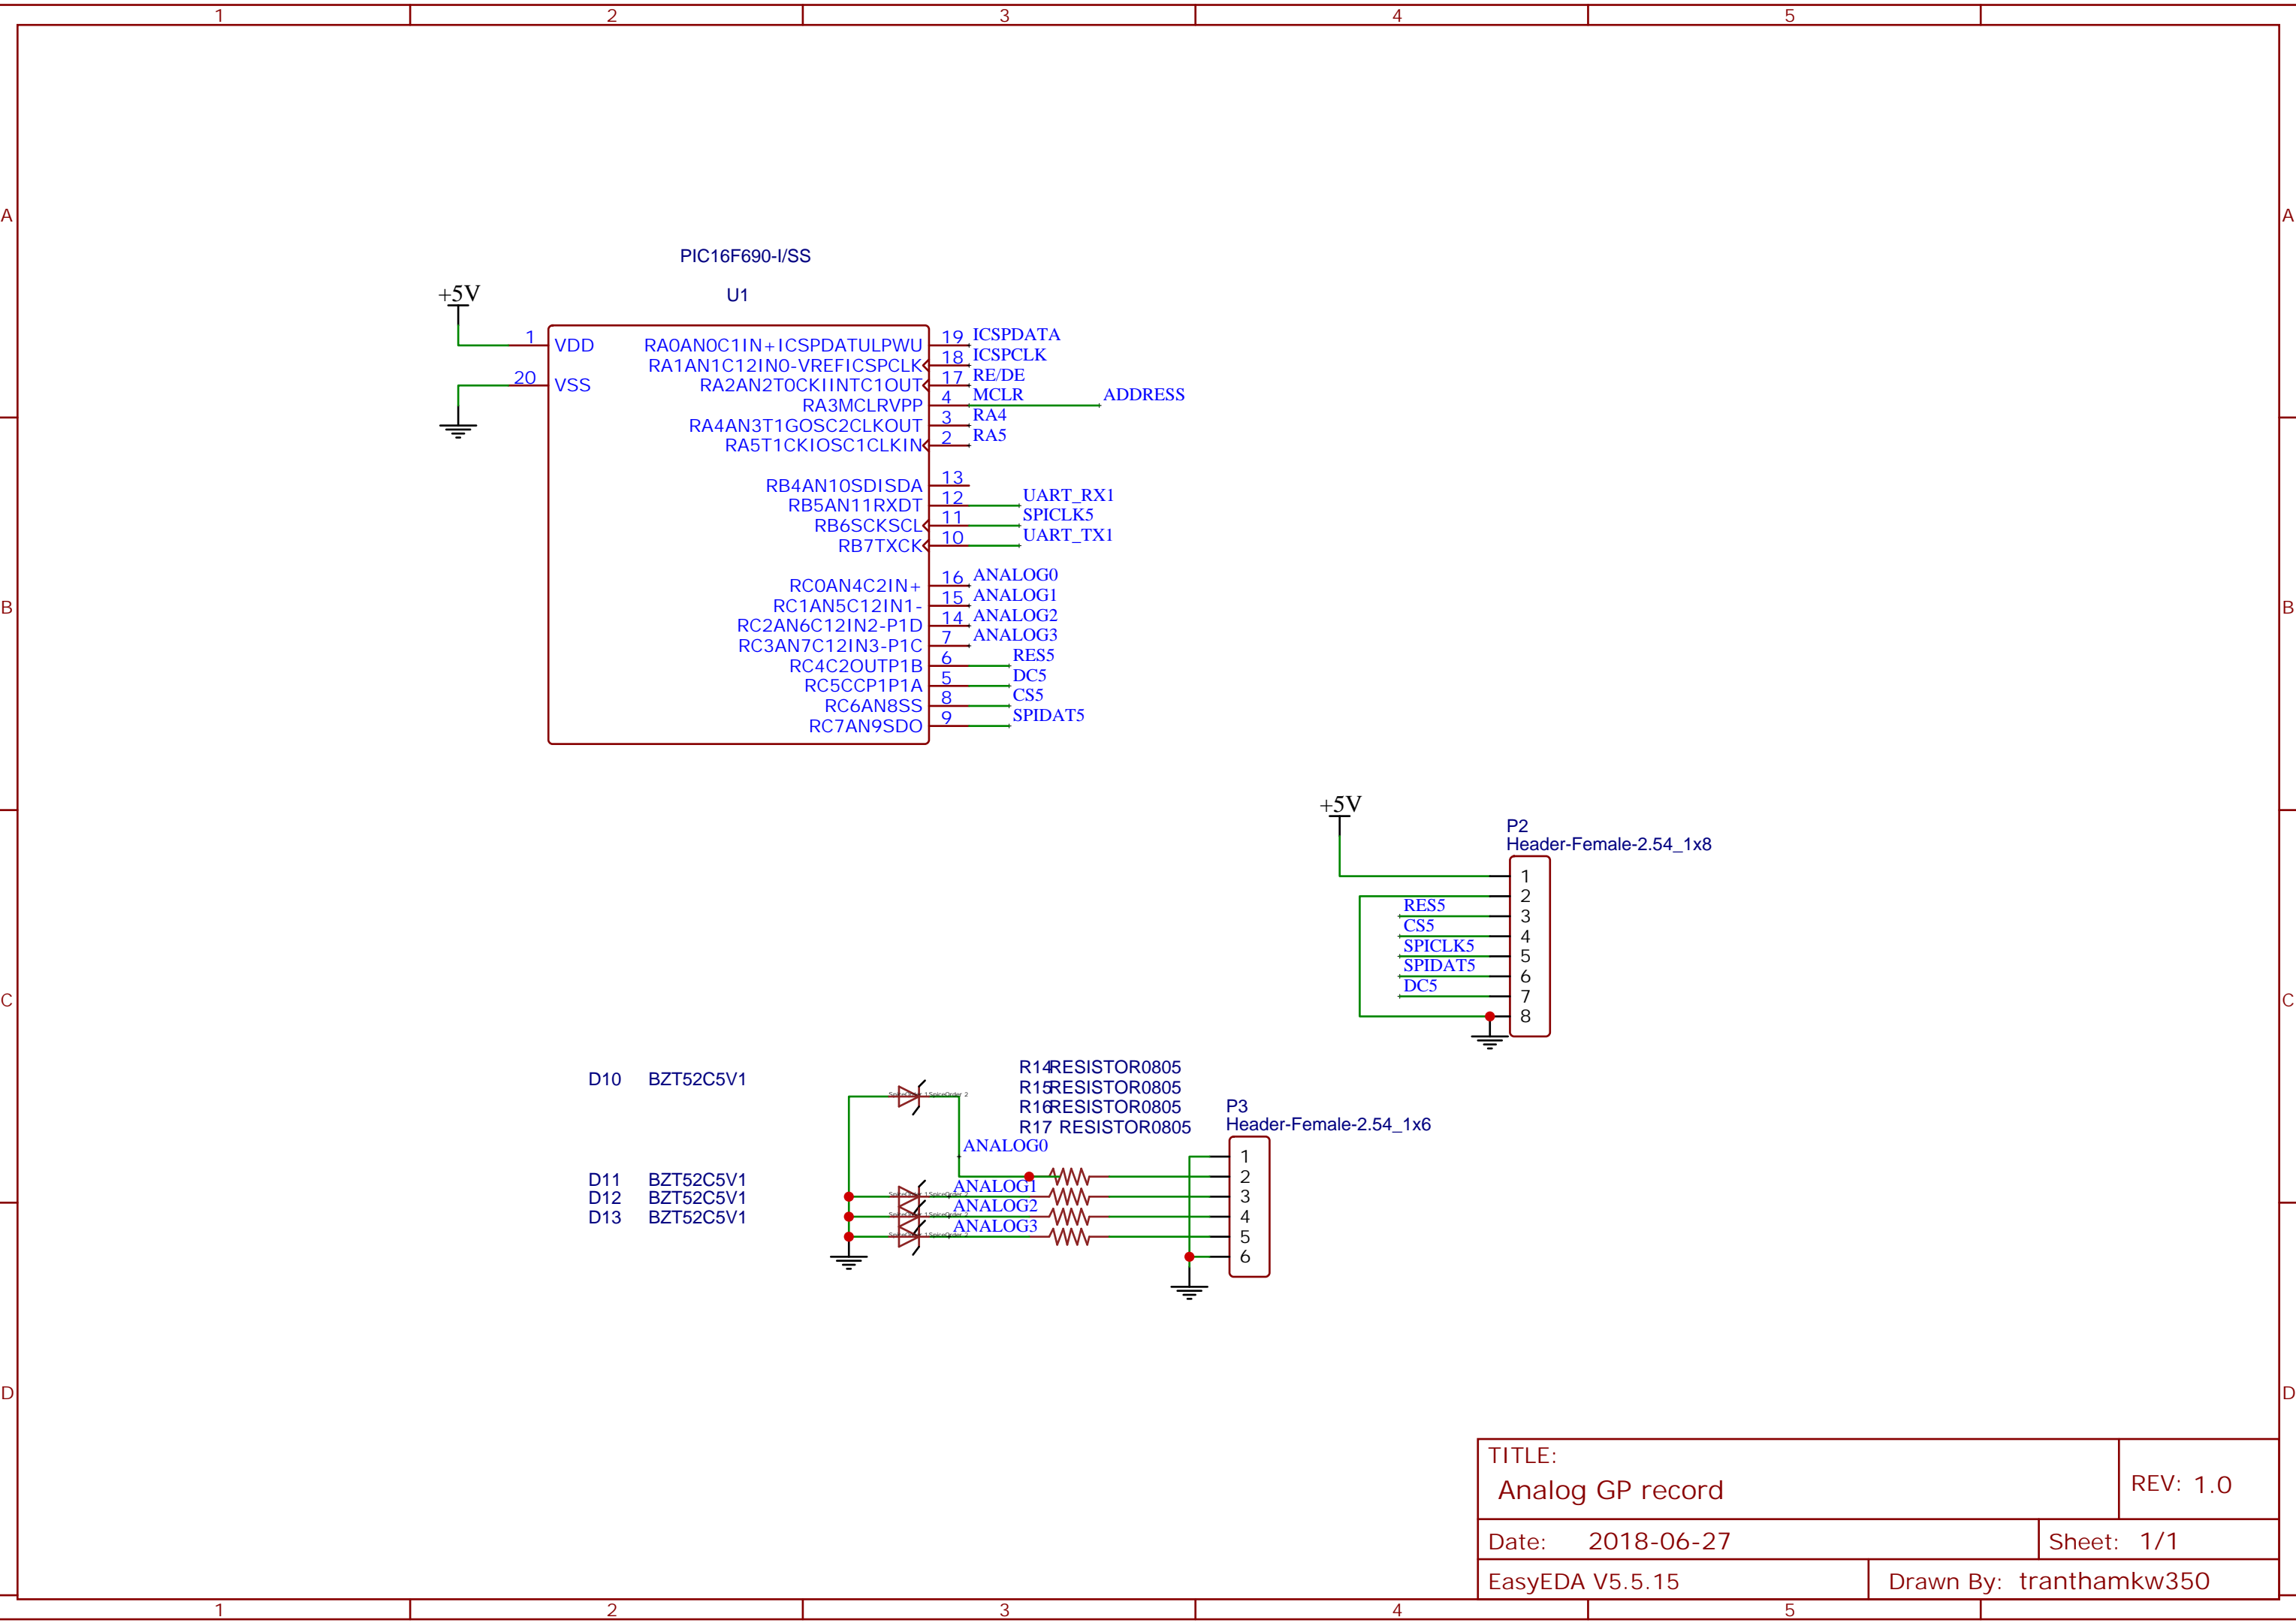 1 2 3 4 5
A A
PIC16F690-I/SS
U1
+5V
1 VDD
20 VSS
RA0AN0C1IN+ICSPDATULPWU 19 ICSPDATA
RA1AN1C12IN0-VREFICSPCLK 18 ICSPCLK
RA2AN2T0CKIINTC1OUT 17 RE/DE
RA3MCLRVPP 4 MCLR ADDRESS
RA4AN3T1GOSC2CLKOUT 3 RA4
RA5T1CKIOSC1CLKIN 2 RA5
RB4AN10SDISDA 13
RB5AN11RXDT 12 UART_RX1
RB6SCKSCL 11 SPICLK5
RB7TXCK 10 UART_TX1
RC0AN4C2IN+ 16 ANALOG0
RC1AN5C12IN1- 15 ANALOG1
RC2AN6C12IN2-P1D 14 ANALOG2
RC3AN7C12IN3-P1C 7 ANALOG3
RC4C2OUTP1B 6 RES5
RC5CCP1P1A 5 DC5
RC6AN8SS 8 CS5
RC7AN9SDO 9 SPIDAT5
B B
+5V
P2
Header-Female-2.54_1x8
1
2
RES5 3
CS5 4
SPICLK5 5
SPIDAT5 6
DC5 7
8
C C
D10 BZT52C5V1
R14 RESISTOR0805
R15 RESISTOR0805
R16 RESISTOR0805
R17 RESISTOR0805
P3
Header-Female-2.54_1x6
ANALOG0
1
2
D11 BZT52C5V1
ANALOG1 3
D12 BZT52C5V1
ANALOG2 4
D13 BZT52C5V1
ANALOG3 5
6
D D
TITLE:
Analog GP record
REV: 1.0
Date: 2018-06-27
Sheet: 1/1
EasyEDA V5.5.15
Drawn By: tranthamkw350
1 2 3 4 5